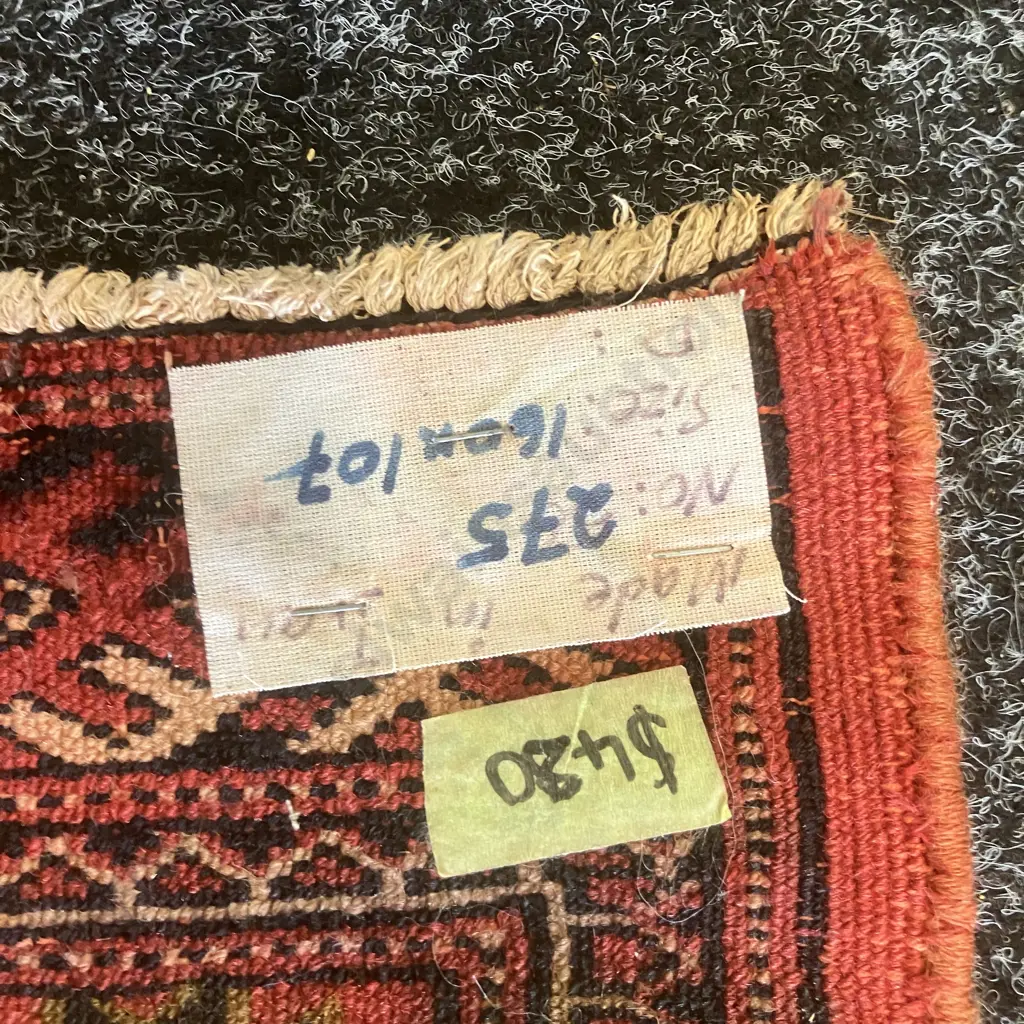 Made in Iran
No: 275
Size: 160x107
D :
$480